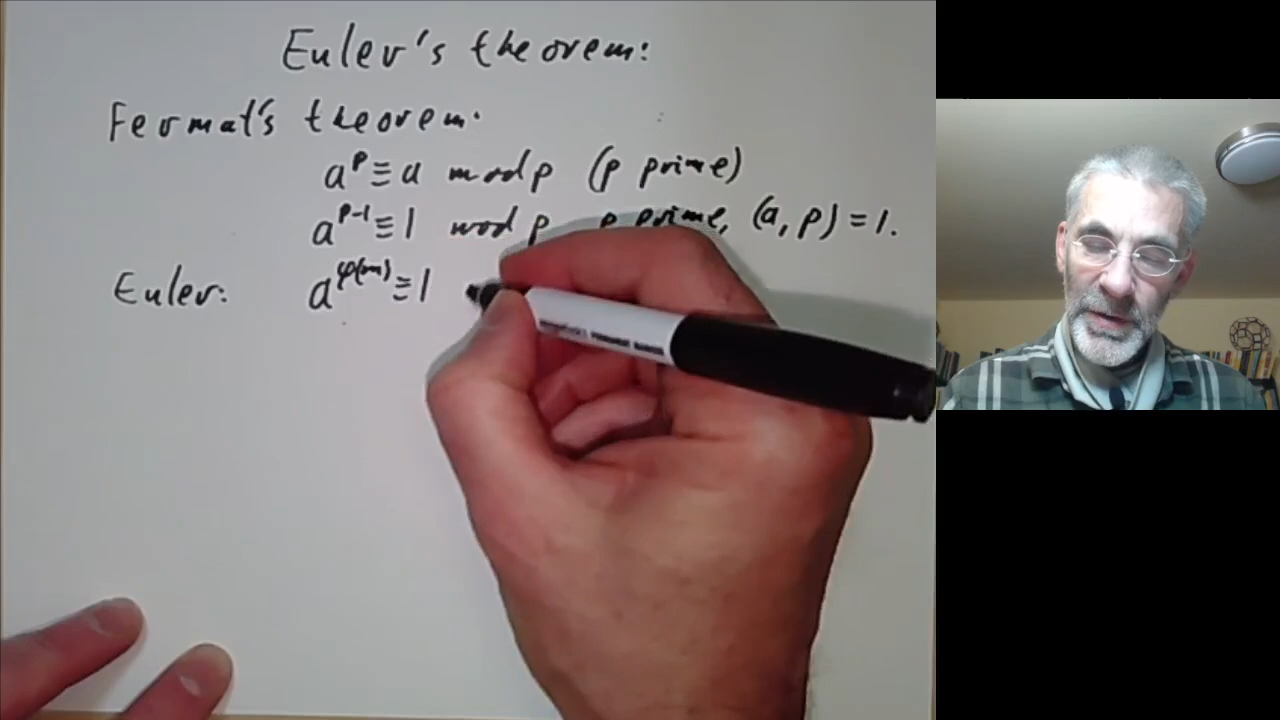 Euler's theorem:
Fermat's theorem.
a^p ≡ a mod p (p prime)
a^{p-1} ≡ 1 mod p p prime, (a, p) = 1.
Euler: a^{φ(m)} ≡ 1